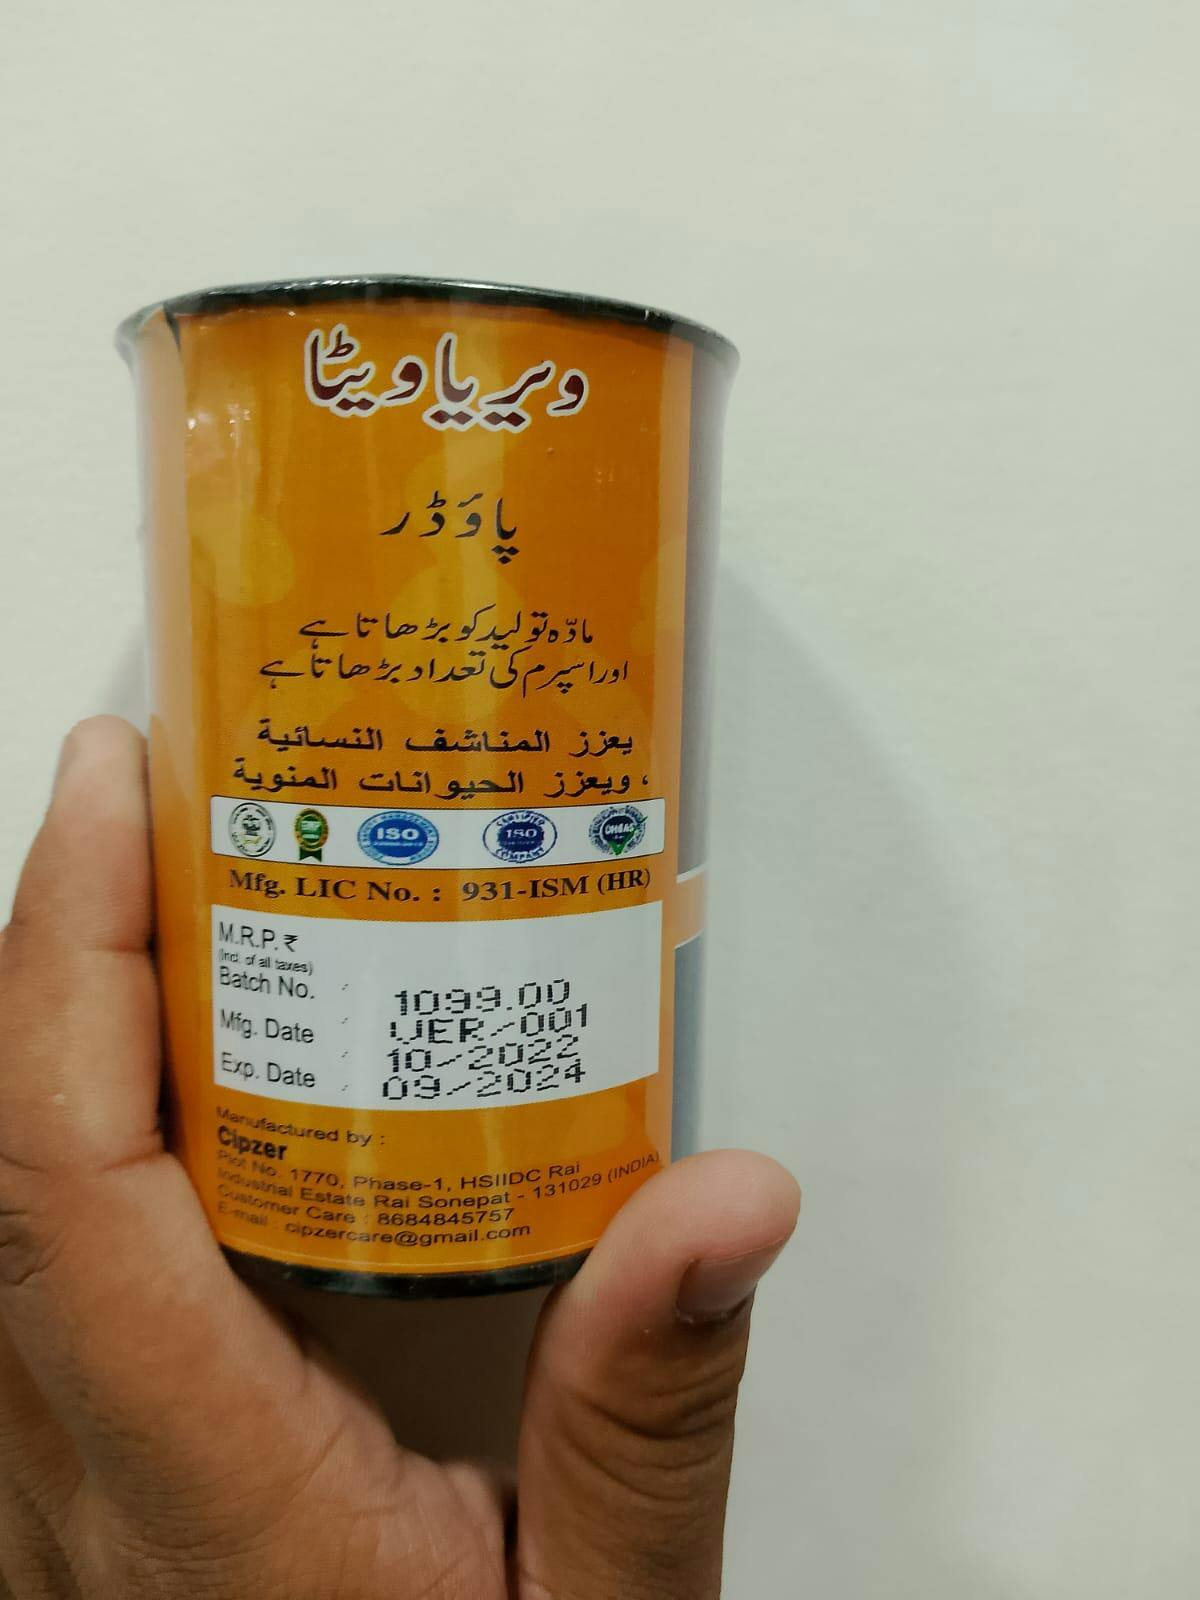 ویریاویٹا
پاؤڈر
مادّہ تولید کو بڑھاتا ہے
اور اسپرم کی تعداد بڑھاتا ہے
يعزز المناشف النسائية
، ويعزز الحيوانات المنوية
ISO
CERTIFIED
ISO
COMPANY
Mfg. LIC No. : 931-ISM (HR)
M.R.P. ₹
(Incl. of all taxes)
: 1099.00
Batch No. : VER/001
Mfg. Date : 10/2022
Exp. Date : 09/2024
Manufactured by :
Cipzer
Plot No. 1770, Phase-1, HSIIDC Rai
Industrial Estate Rai Sonepat - 131029 (INDIA)
Customer Care : 8684845757
E-mail : cipzercare@gmail.com